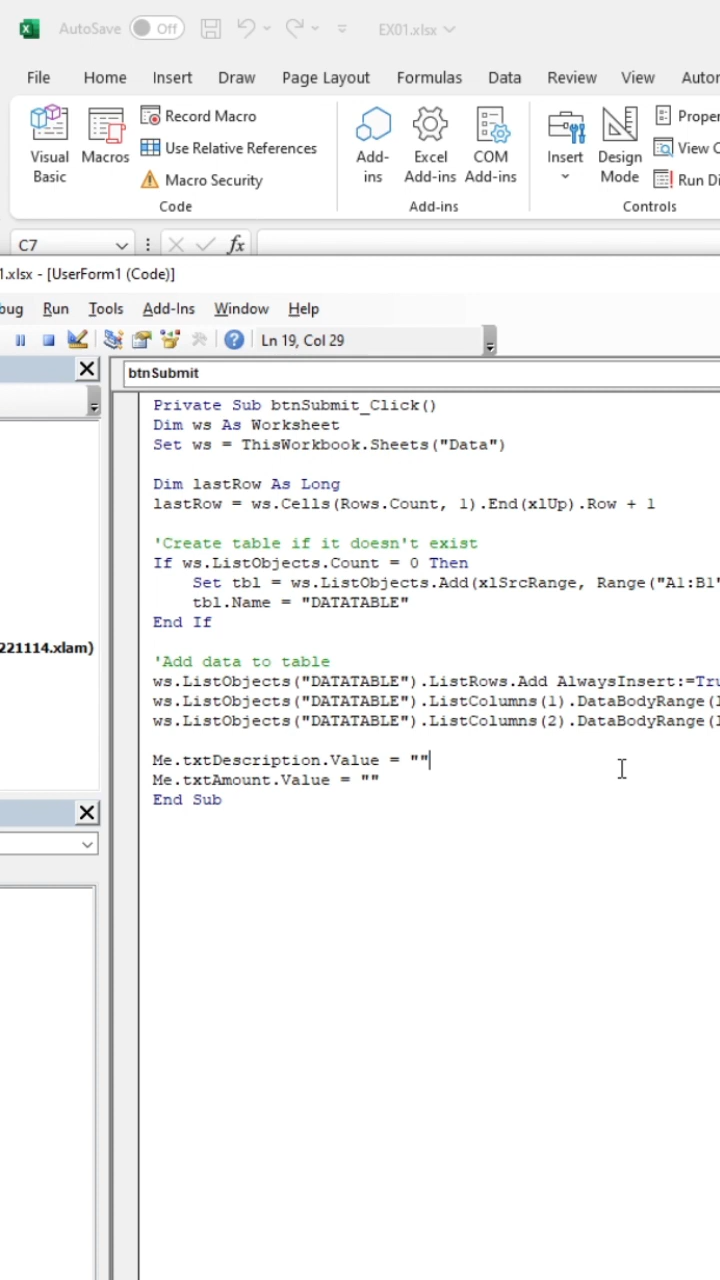 AutoSave Off EX01.xlsx
File Home Insert Draw Page Layout Formulas Data Review View Autor
Visual Basic
Macros
Record Macro
Use Relative References
Macro Security
Code
Add-ins
Excel Add-ins
COM Add-ins
Add-ins
Insert
Design Mode
Proper
View C
Run Di
Controls
C7 fx
1.xlsx - [UserForm1 (Code)]
bug Run Tools Add-Ins Window Help
Ln 19, Col 29
btnSubmit
Private Sub btnSubmit_Click()
Dim ws As Worksheet
Set ws = ThisWorkbook.Sheets("Data")
Dim lastRow As Long
lastRow = ws.Cells(Rows.Count, 1).End(xlUp).Row + 1
'Create table if it doesn't exist
If ws.ListObjects.Count = 0 Then
Set tbl = ws.ListObjects.Add(xlSrcRange, Range("A1:B1"
tbl.Name = "DATATABLE"
End If
221114.xlam)
'Add data to table
ws.ListObjects("DATATABLE").ListRows.Add AlwaysInsert:=Tru
ws.ListObjects("DATATABLE").ListColumns(1).DataBodyRange(l
ws.ListObjects("DATATABLE").ListColumns(2).DataBodyRange(l
Me.txtDescription.Value = ""
Me.txtAmount.Value = ""
End Sub